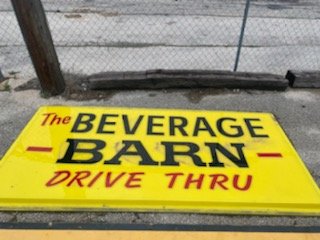 The BEVERAGE
- BARN -
DRIVE THRU